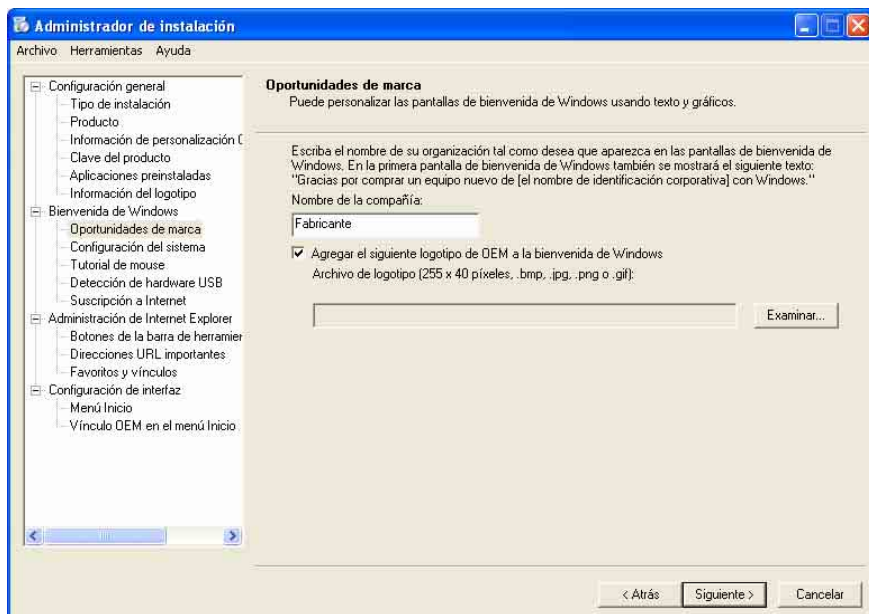 Administrador de instalación
Archivo Herramientas Ayuda
Configuración general
Tipo de instalación
Producto
Información de personalización
Clave del producto
Aplicaciones preinstaladas
Información del logotipo
Bienvenida de Windows
Oportunidades de marca
Configuración del sistema
Tutorial de mouse
Detección de hardware USB
Suscripción a Internet
Administración de Internet Explorer
Botones de la barra de herramier
Direcciones URL importantes
Favoritos y vínculos
Configuración de interfaz
Menú Inicio
Vínculo OEM en el menú Inicio
Oportunidades de marca
Puede personalizar las pantallas de bienvenida de Windows usando texto y gráficos.
Escriba el nombre de su organización tal como desea que aparezca en las pantallas de bienvenida de
Windows. En la primera pantalla de bienvenida de Windows también se mostrará el siguiente texto:
"Gracias por comprar un equipo nuevo de [el nombre de identificación corporativa] con Windows."
Nombre de la compañía:
Fabricante
Agregar el siguiente logotipo de OEM a la bienvenida de Windows
Archivo de logotipo (255 x 40 píxeles, .bmp, .jpg, .png o .gif):
Examinar...
< Atrás Siguiente > Cancelar